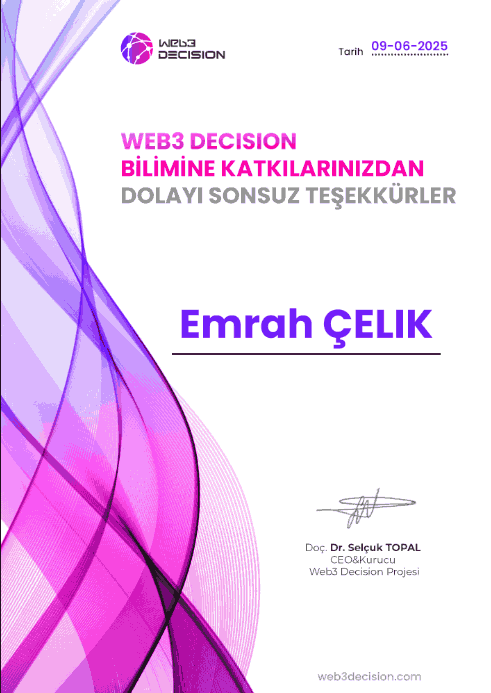 Web3
DECISION
Tarih 09-06-2025
WEB3 DECISION
BİLİMİNE KATKILARINIZDAN
DOLAYI SONSUZ TEŞEKKÜRLER
Emrah ÇELIK
Doç. Dr. Selçuk TOPAL
CEO&Kurucu
Web3 Decision Projesi
web3decision.com